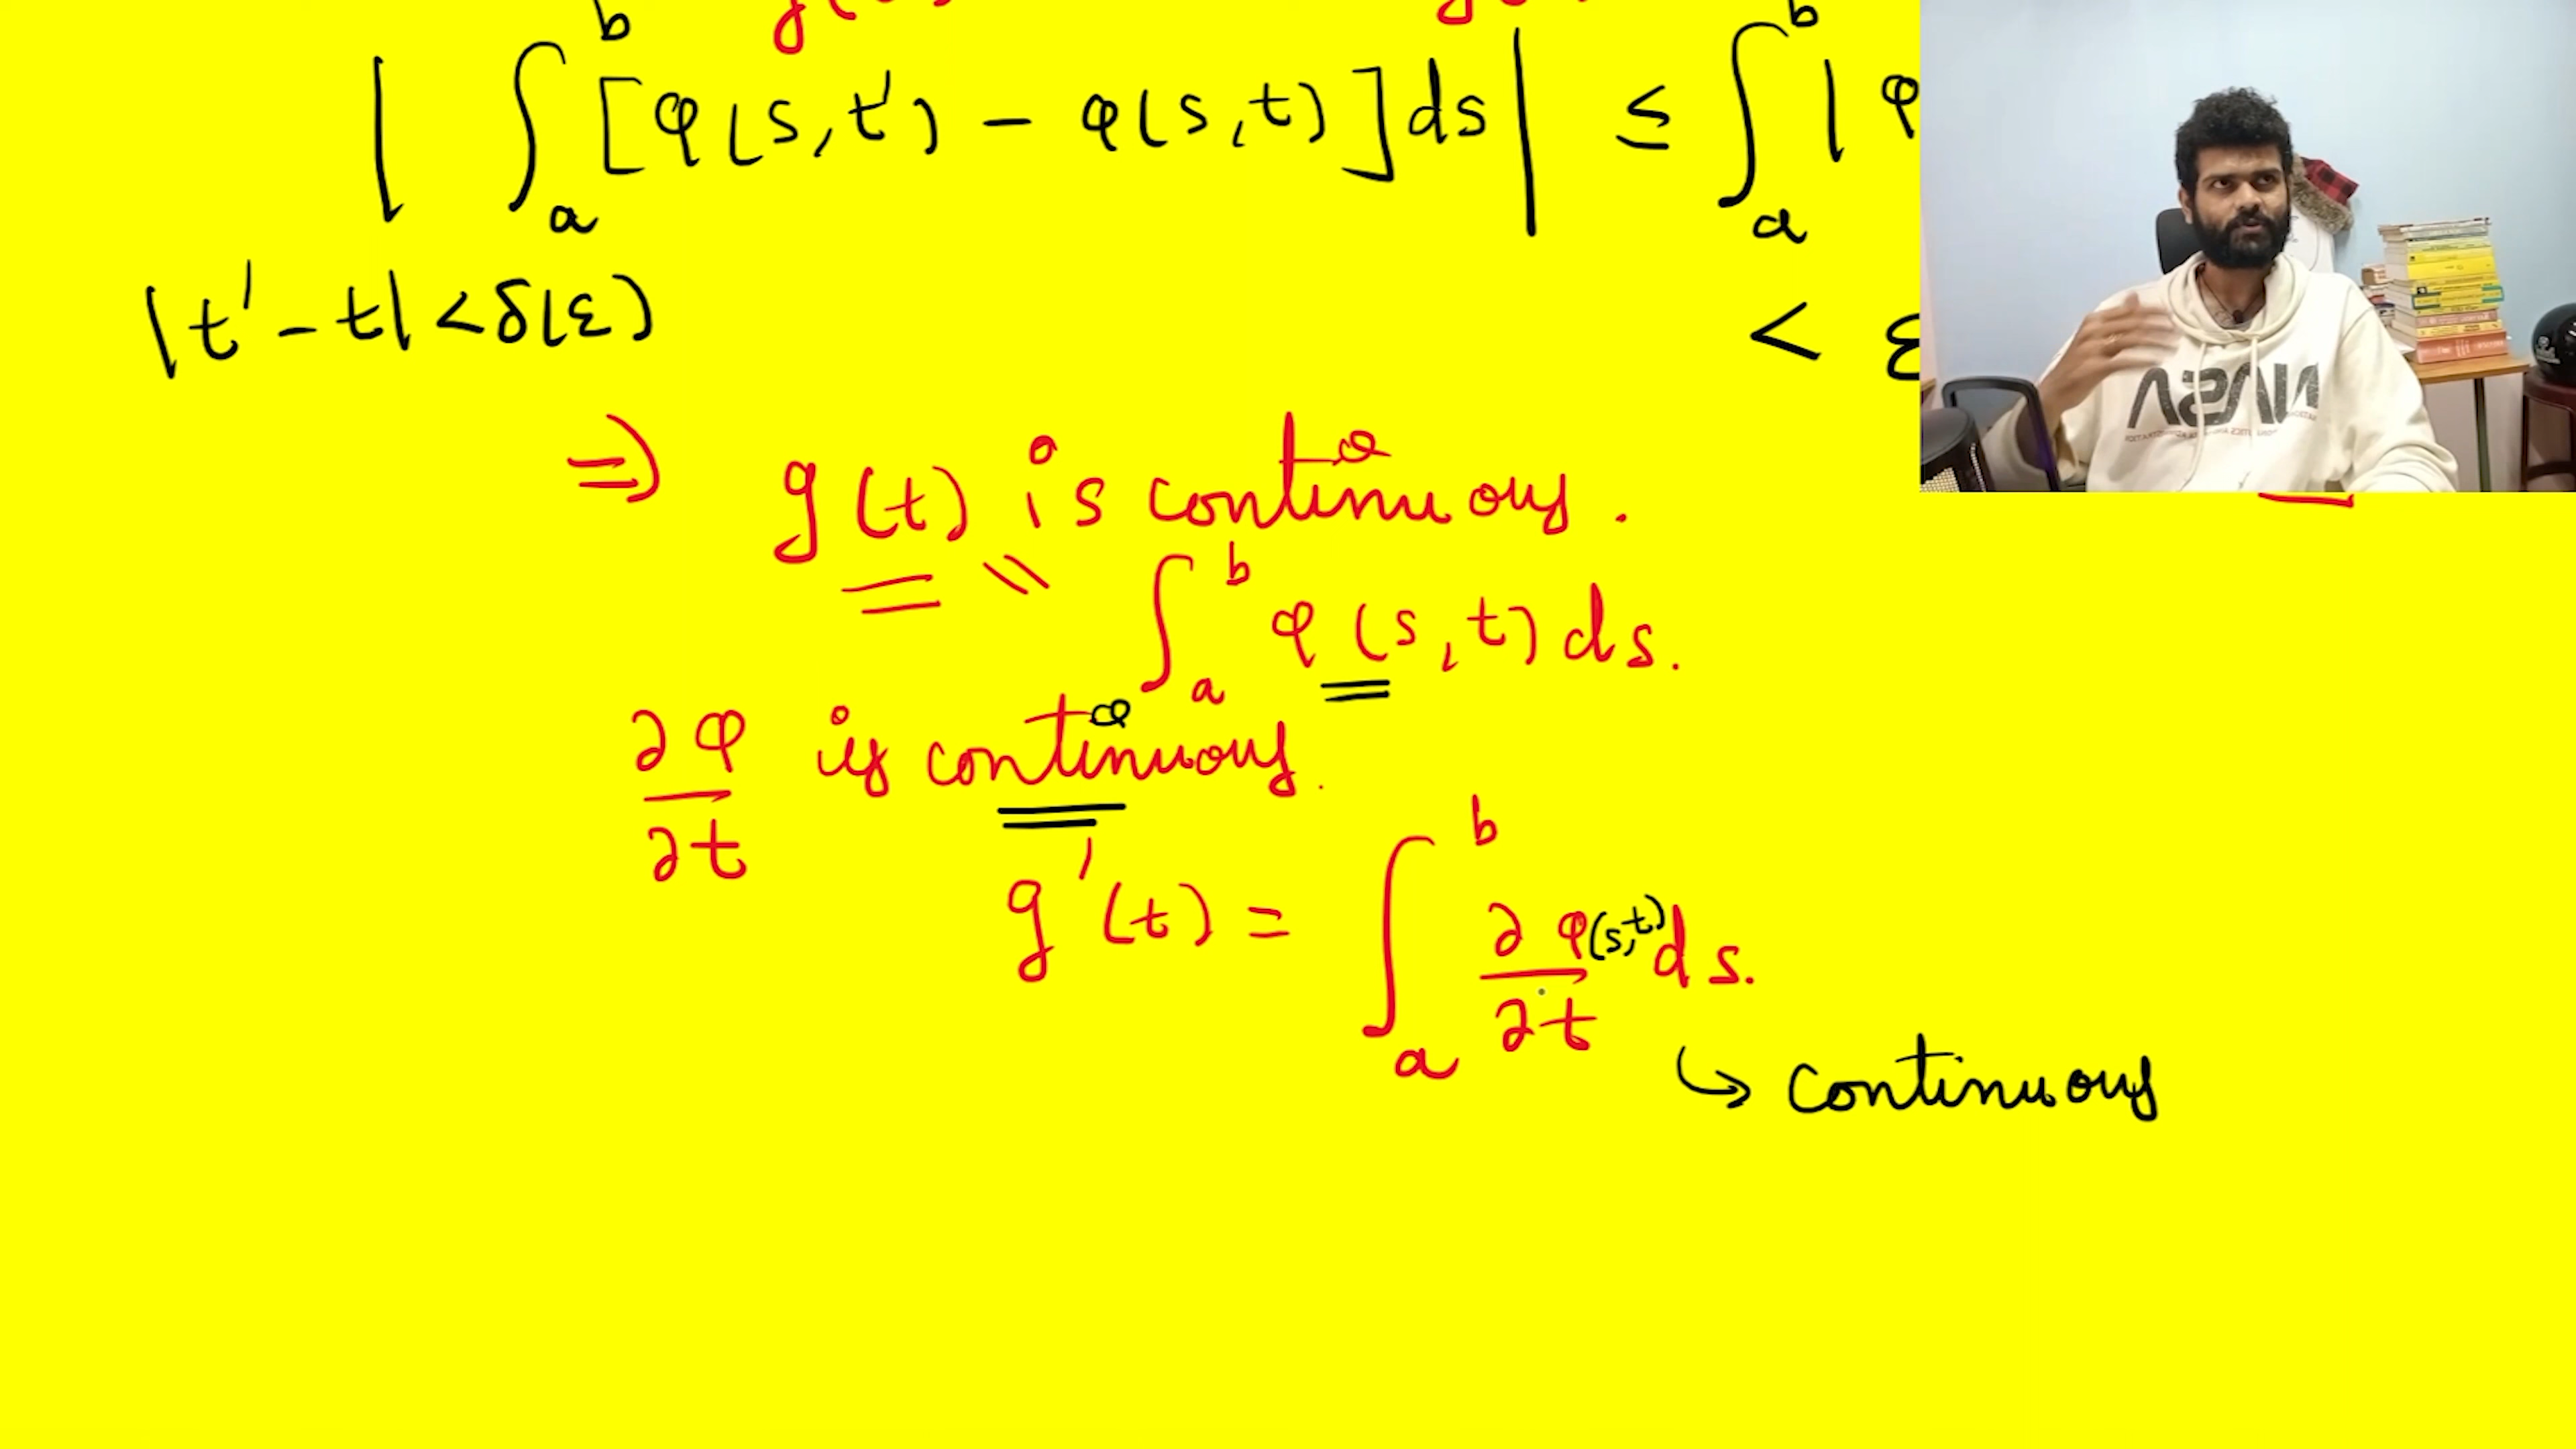 | ∫_a^b [φ(s,t') - φ(s,t)] ds | ≤ ∫_a^b | φ
|t' - t| < δ(ε)
< ε
⇒ g(t) is continuous.
= ∫_a^b φ(s,t) ds.
∂φ/∂t is continuous.
g'(t) = ∫_a^b ∂φ(s,t)/∂t ds.
↳ continuous
NASA